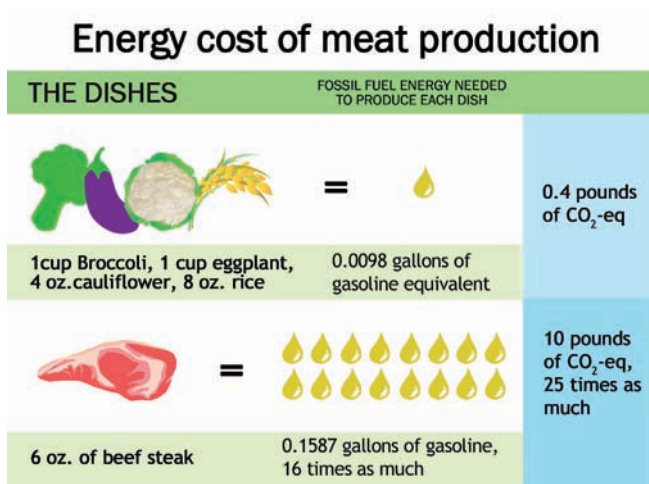 Energy cost of meat production
THE DISHES
FOSSIL FUEL ENERGY NEEDED
TO PRODUCE EACH DISH
=
0.4 pounds
of CO₂-eq
1cup Broccoli, 1 cup eggplant,
4 oz.cauliflower, 8 oz. rice
0.0098 gallons of
gasoline equivalent
=
10 pounds
of CO₂-eq,
25 times as
much
6 oz. of beef steak
0.1587 gallons of gasoline,
16 times as much